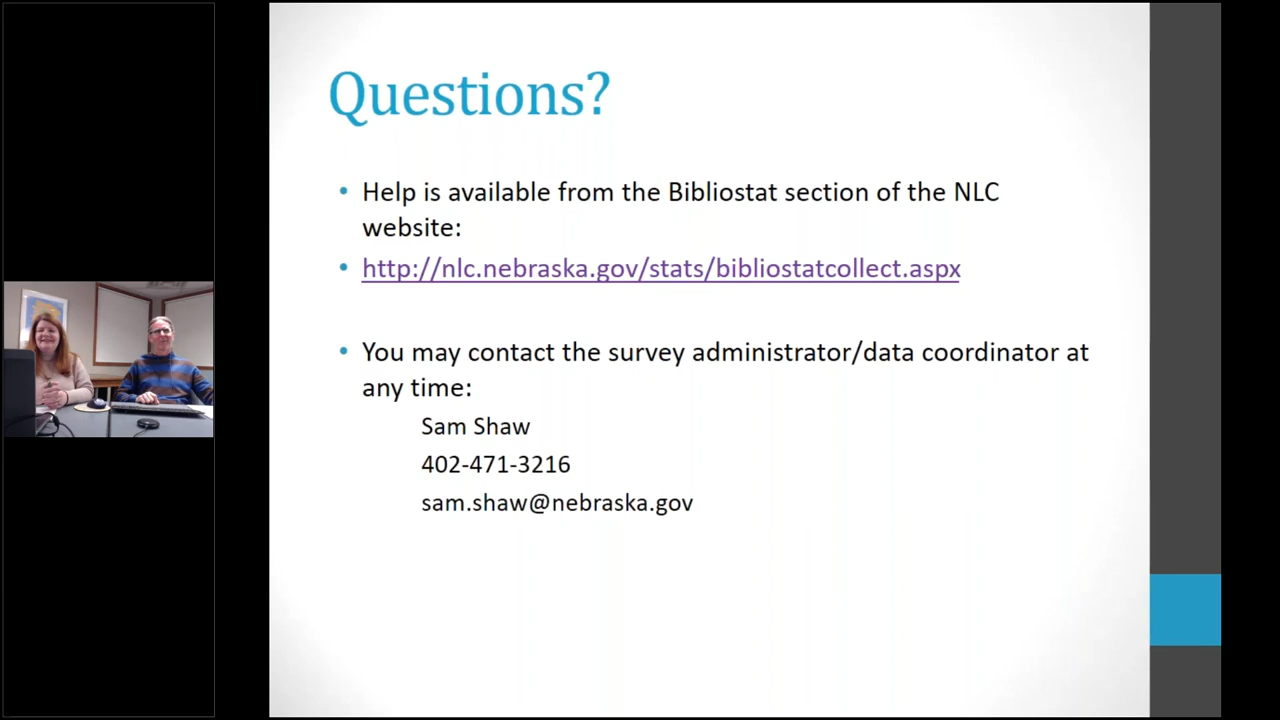 Questions?
• Help is available from the Bibliostat section of the NLC
website:
• http://nlc.nebraska.gov/stats/bibliostatcollect.aspx
• You may contact the survey administrator/data coordinator at
any time:
Sam Shaw
402-471-3216
sam.shaw@nebraska.gov